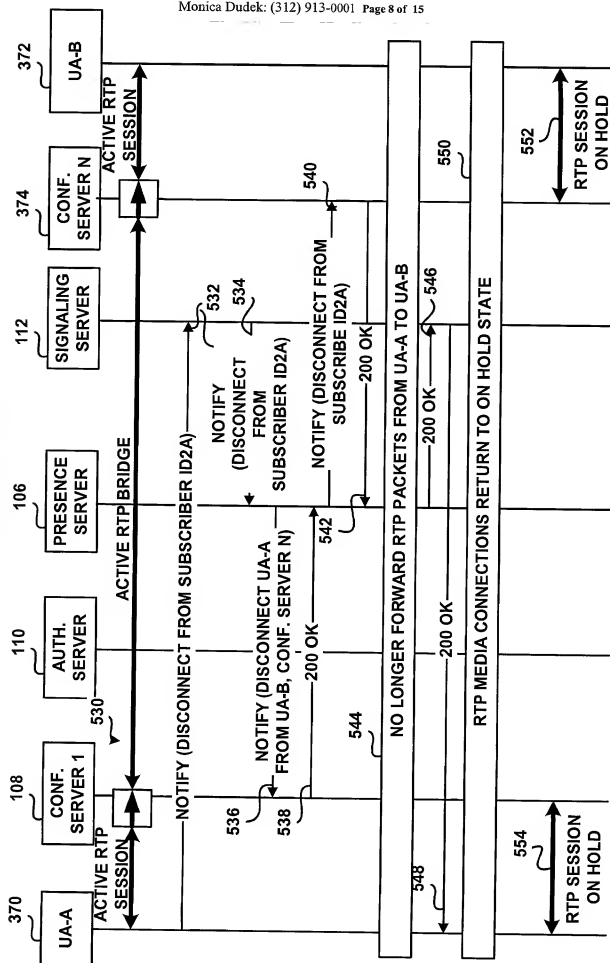 Monica Dudek: (312) 913-0001 Page 8 of 15
370
UA-A
108
CONF.
SERVER 1
110
AUTH.
SERVER
106
PRESENCE
SERVER
112
SIGNALING
SERVER
374
CONF.
SERVER N
372
UA-B
530
ACTIVE RTP
SESSION
ACTIVE RTP BRIDGE
ACTIVE RTP
SESSION
NOTIFY (DISCONNECT FROM SUBSCRIBER ID2A)
532
534
NOTIFY
(DISCONNECT
FROM
SUBSCRIBER ID2A)
536
NOTIFY (DISCONNECT UA-A
FROM UA-B, CONF. SERVER N)
538
200 OK
540
NOTIFY (DISCONNECT FROM
SUBSCRIBE ID2A)
542
200 OK
544
NO LONGER FORWARD RTP PACKETS FROM UA-A TO UA-B
546
200 OK
548
200 OK
550
RTP MEDIA CONNECTIONS RETURN TO ON HOLD STATE
554
RTP SESSION
ON HOLD
552
RTP SESSION
ON HOLD